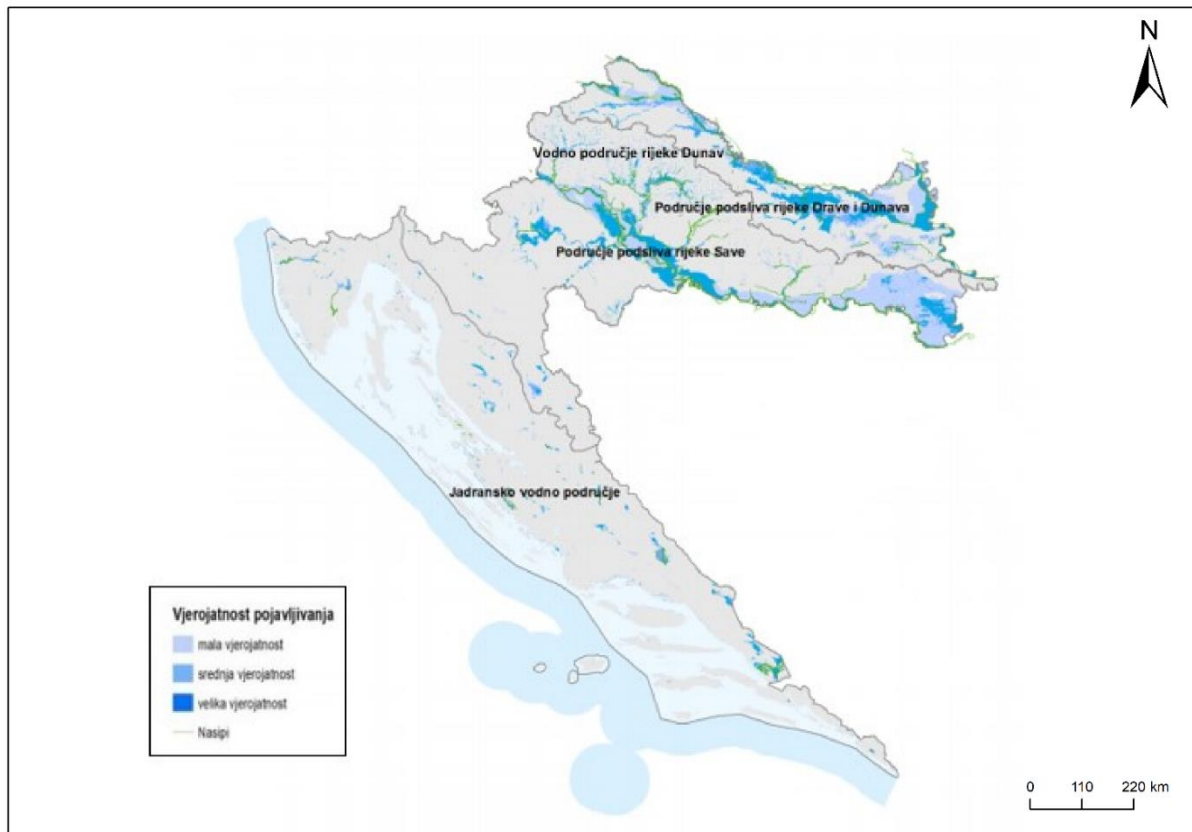 N
Vodno područje rijeke Dunav
Područje podsliva rijeke Drave i Dunava
Područje podsliva rijeke Save
Jadransko vodno područje
Vjerojatnost pojavljivanja
mala vjerojatnost
srednja vjerojatnost
velika vjerojatnost
Nasipi
0 110 220 km